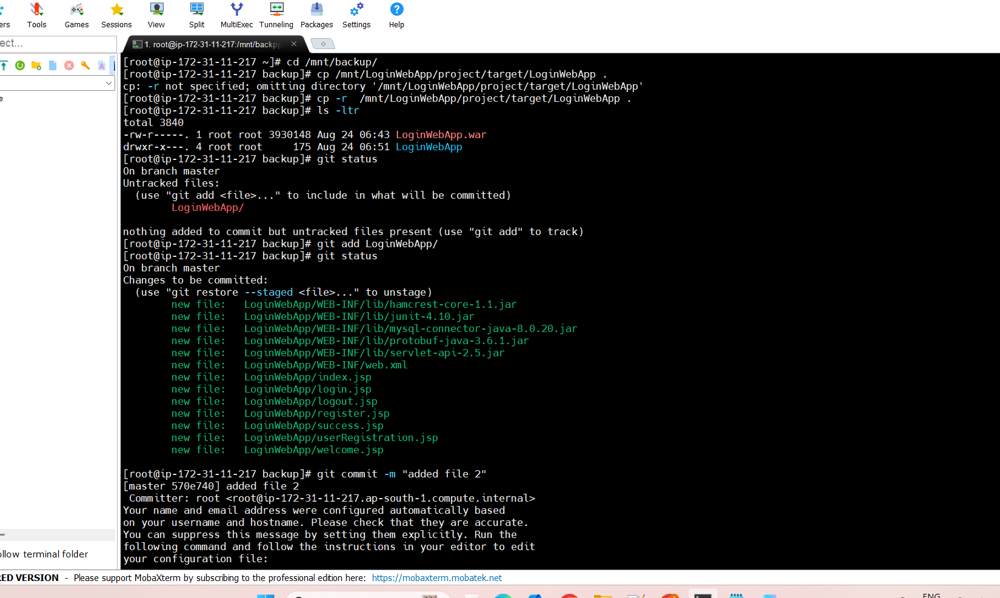 ers Tools Games Sessions View Split MultiExec Tunneling Packages Settings Help
ect...
1. root@ip-172-31-11-217:/mnt/backpp
[root@ip-172-31-11-217 ~]# cd /mnt/backup/
[root@ip-172-31-11-217 backup]# cp /mnt/LoginWebApp/project/target/LoginWebApp .
cp: -r not specified; omitting directory '/mnt/LoginWebApp/project/target/LoginWebApp'
[root@ip-172-31-11-217 backup]# cp -r  /mnt/LoginWebApp/project/target/LoginWebApp .
[root@ip-172-31-11-217 backup]# ls -ltr
total 3840
-rw-r-----. 1 root root 3930148 Aug 24 06:43 LoginWebApp.war
drwxr-x---. 4 root root     175 Aug 24 06:51 LoginWebApp
[root@ip-172-31-11-217 backup]# git status
On branch master
Untracked files:
  (use "git add <file>..." to include in what will be committed)
        LoginWebApp/
nothing added to commit but untracked files present (use "git add" to track)
[root@ip-172-31-11-217 backup]# git add LoginWebApp/
[root@ip-172-31-11-217 backup]# git status
On branch master
Changes to be committed:
  (use "git restore --staged <file>..." to unstage)
        new file:   LoginWebApp/WEB-INF/lib/hamcrest-core-1.1.jar
        new file:   LoginWebApp/WEB-INF/lib/junit-4.10.jar
        new file:   LoginWebApp/WEB-INF/lib/mysql-connector-java-8.0.20.jar
        new file:   LoginWebApp/WEB-INF/lib/protobuf-java-3.6.1.jar
        new file:   LoginWebApp/WEB-INF/lib/servlet-api-2.5.jar
        new file:   LoginWebApp/WEB-INF/web.xml
        new file:   LoginWebApp/index.jsp
        new file:   LoginWebApp/login.jsp
        new file:   LoginWebApp/logout.jsp
        new file:   LoginWebApp/register.jsp
        new file:   LoginWebApp/success.jsp
        new file:   LoginWebApp/userRegistration.jsp
        new file:   LoginWebApp/welcome.jsp
[root@ip-172-31-11-217 backup]# git commit -m "added file 2"
[master 570e740] added file 2
 Committer: root <root@ip-172-31-11-217.ap-south-1.compute.internal>
Your name and email address were configured automatically based
on your username and hostname. Please check that they are accurate.
You can suppress this message by setting them explicitly. Run the
following command and follow the instructions in your editor to edit
your configuration file:
e
ollow terminal folder
RED VERSION - Please support MobaXterm by subscribing to the professional edition here: https://mobaxterm.mobatek.net
ENG